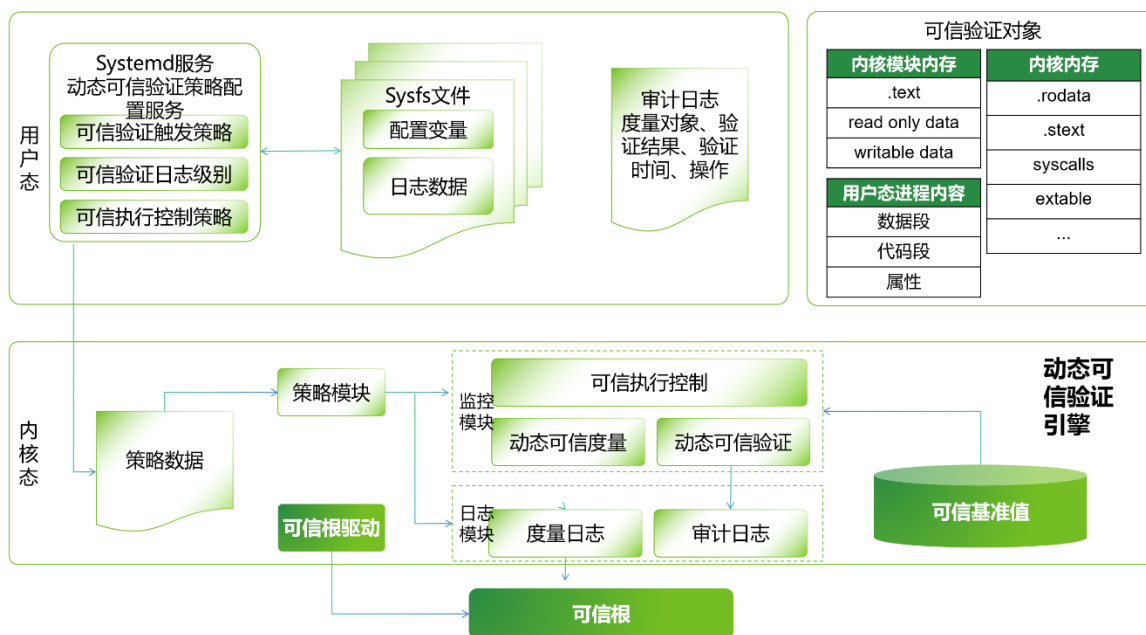 用户态
Systemd服务
动态可信验证策略配
置服务
可信验证触发策略
可信验证日志级别
可信执行控制策略
Sysfs文件
配置变量
日志数据
审计日志
度量对象、验
证结果、验证
时间、操作
可信验证对象
内核模块内存
.text
read only data
writable data
用户态进程内容
数据段
代码段
属性
内核内存
.rodata
.stext
syscalls
extable
...
内核态
策略数据
策略模块
监控
模块
可信执行控制
动态可信度量
动态可信验证
动态可
信验证
引擎
可信根驱动
日志
模块
度量日志
审计日志
可信基准值
可信根